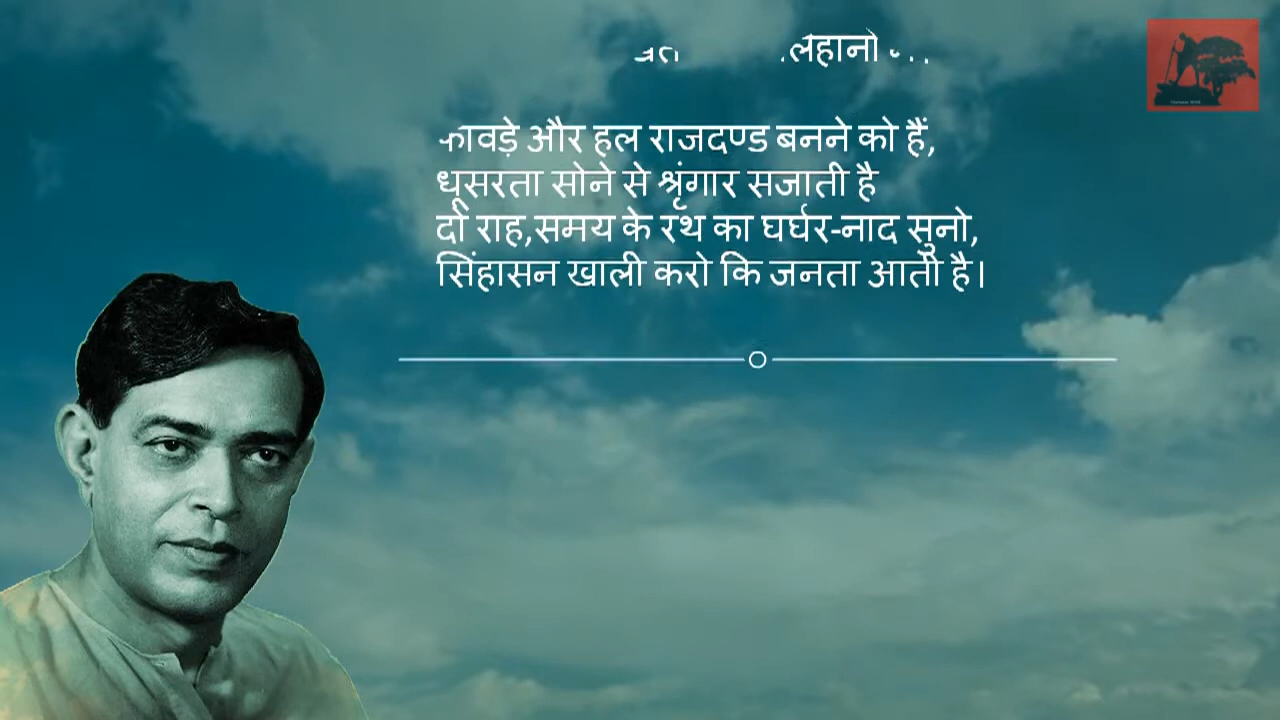 और हल राजदण्ड बनने को हैं,
धूसरता सोने से श्रृंगार सजाती है
दो राह,समय के रथ का घर्घर-नाद सुनो,
सिंहासन खाली करो कि जनता आती है।